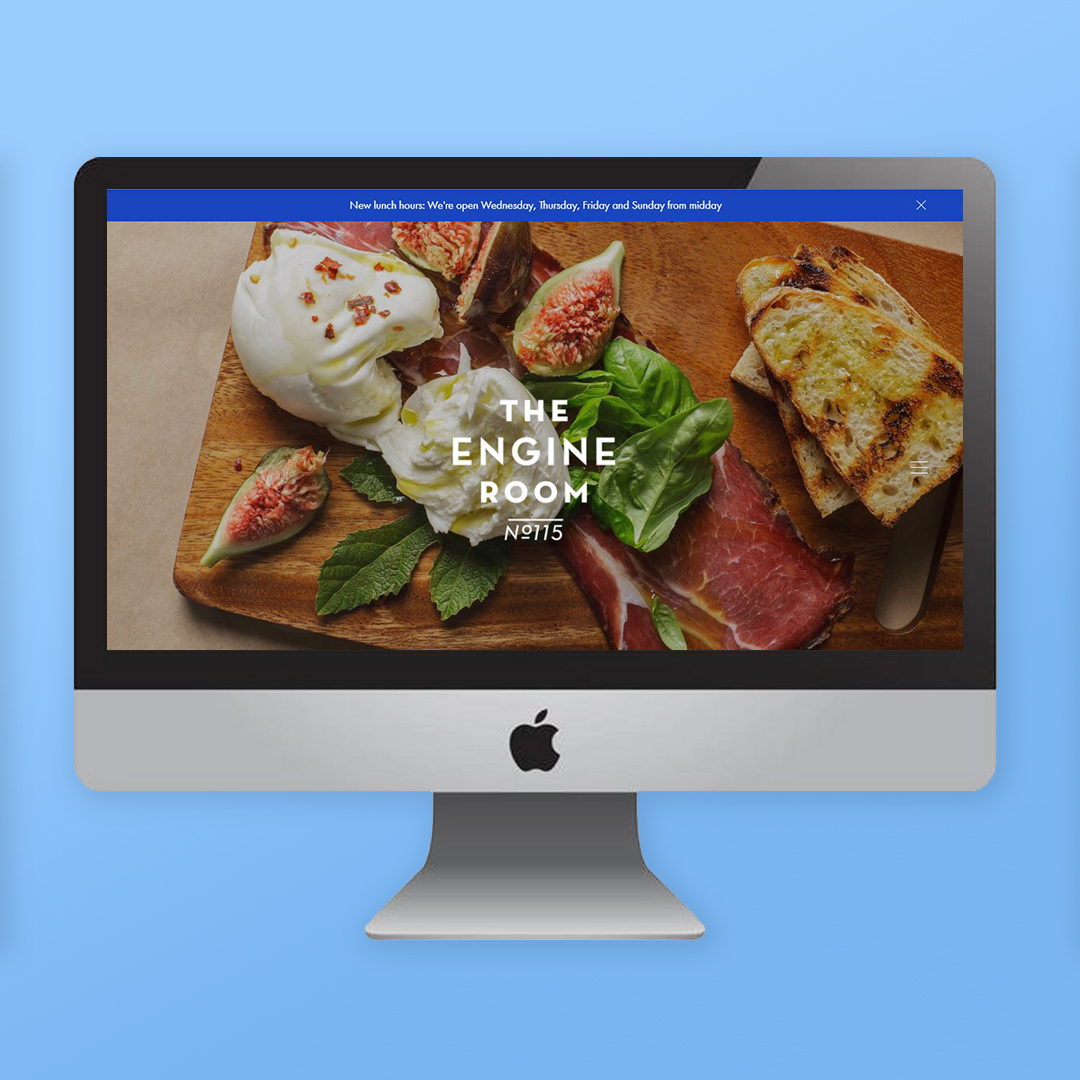 New lunch hours: We're open Wednesday, Thursday, Friday and Sunday from midday
THE
ENGINE
ROOM
Nº115